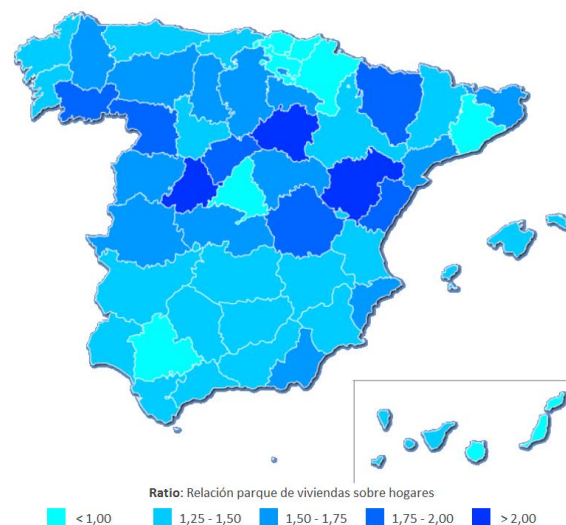 Ratio: Relación parque de viviendas sobre hogares
< 1,00 1,25 - 1,50 1,50 - 1,75 1,75 - 2,00 > 2,00